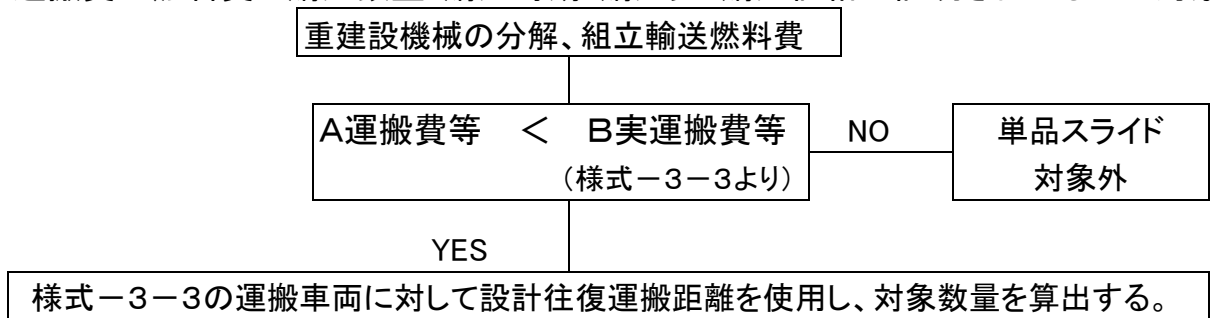 重建設機械の分解、組立輸送燃料費
A運搬費等 < B実運搬費等
(様式-3-3より)
NO
単品スライド
対象外
YES
様式-3-3の運搬車両に対して設計往復運搬距離を使用し、対象数量を算出する。